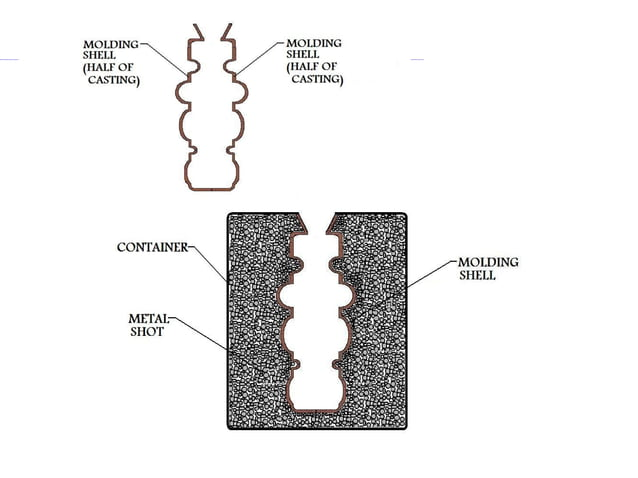 MOLDING
SHELL
(HALF OF
CASTING)
MOLDING
SHELL
(HALF OF
CASTING)
CONTAINER
METAL
SHOT
MOLDING
SHELL